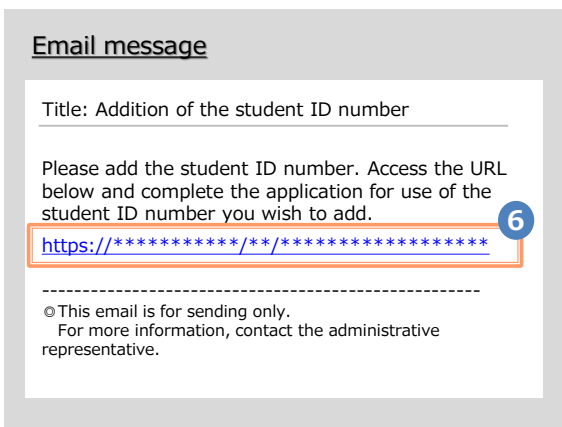 Email message
Title: Addition of the student ID number
Please add the student ID number. Access the URL
below and complete the application for use of the
student ID number you wish to add.
6
https://***********/**/******************
-------------------------------------------------------
◎This email is for sending only.
For more information, contact the administrative
representative.